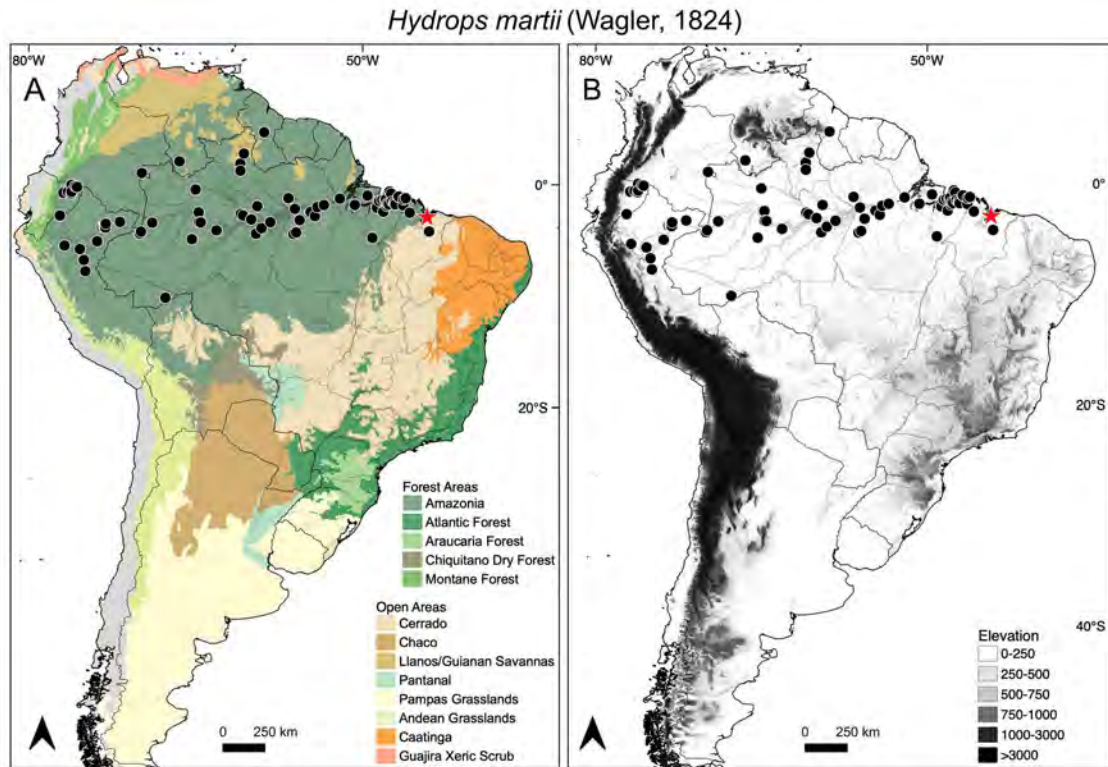 Hydrops martii (Wagler, 1824)
A
80°W
50°W
0°
20°S
40°S
Forest Areas
Amazonia
Atlantic Forest
Araucaria Forest
Chiquitano Dry Forest
Montane Forest
Open Areas
Cerrado
Chaco
Llanos/Guianan Savannas
Pantanal
Pampas Grasslands
Andean Grasslands
Caatinga
Guajira Xeric Scrub
0 250 km
B
80°W
50°W
0°
20°S
40°S
Elevation
0-250
250-500
500-750
750-1000
1000-3000
>3000
0 250 km